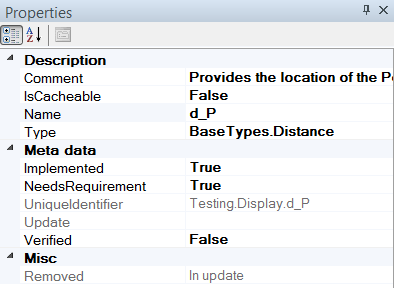 Properties
Description
Comment Provides the location of the
IsCacheable False
Name d_P
Type BaseTypes.Distance
Meta data
Implemented True
NeedsRequirement True
UniqueIdentifier Testing.Display.d_P
Update
Verified False
Misc
Removed In update